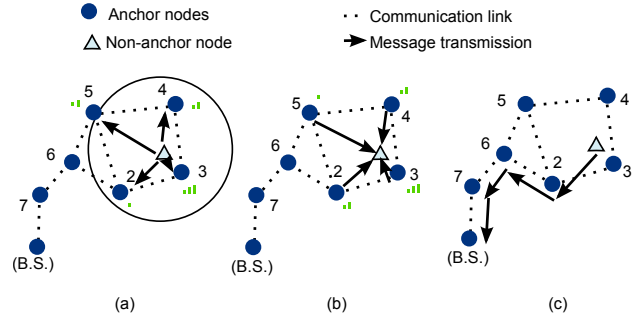 Anchor nodes
Communication link
Non-anchor node
Message transmission
5
4
6
2
3
7
(B.S.)
(a)
5
4
6
2
3
7
(B.S.)
(b)
5
4
6
2
3
7
(B.S.)
(c)